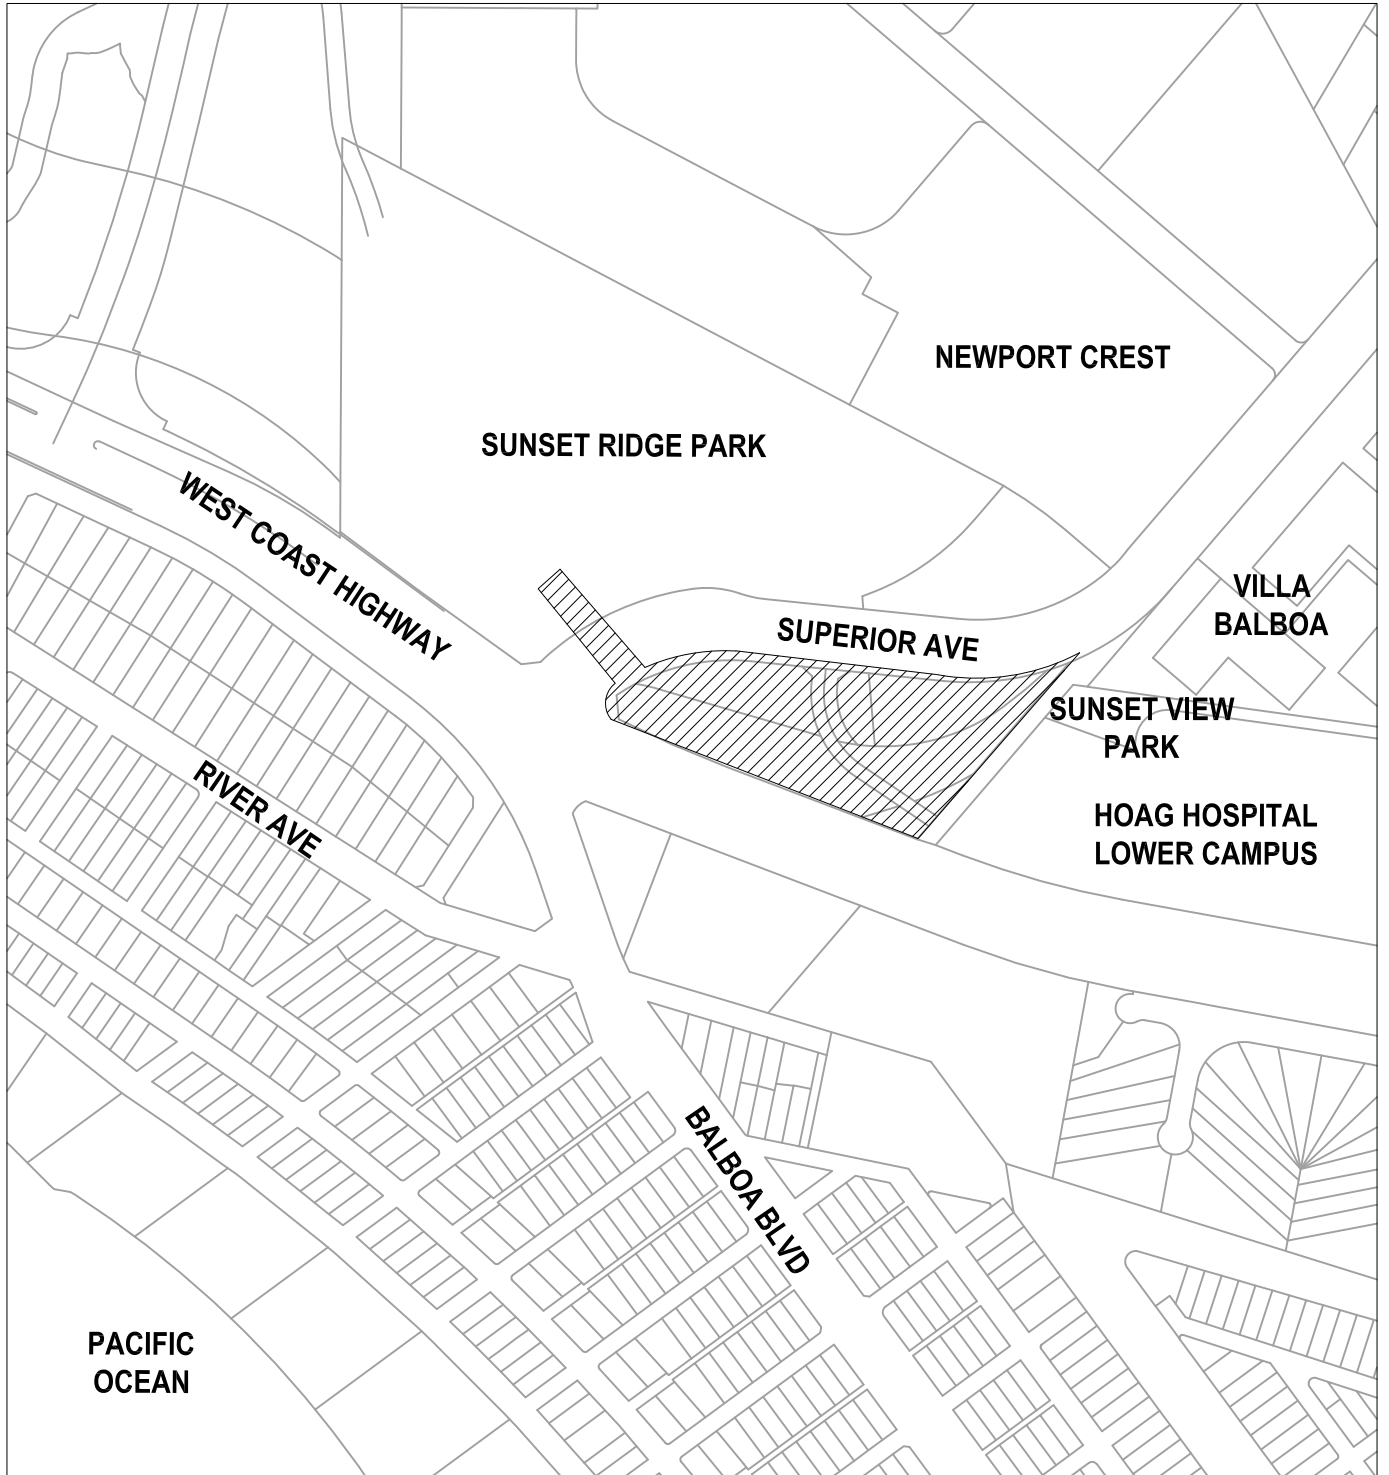 NEWPORT CREST
SUNSET RIDGE PARK
WEST COAST HIGHWAY
VILLA
BALBOA
SUPERIOR AVE
SUNSET VIEW
PARK
RIVER AVE
HOAG HOSPITAL
LOWER CAMPUS
BALBOA BLVD
PACIFIC
OCEAN